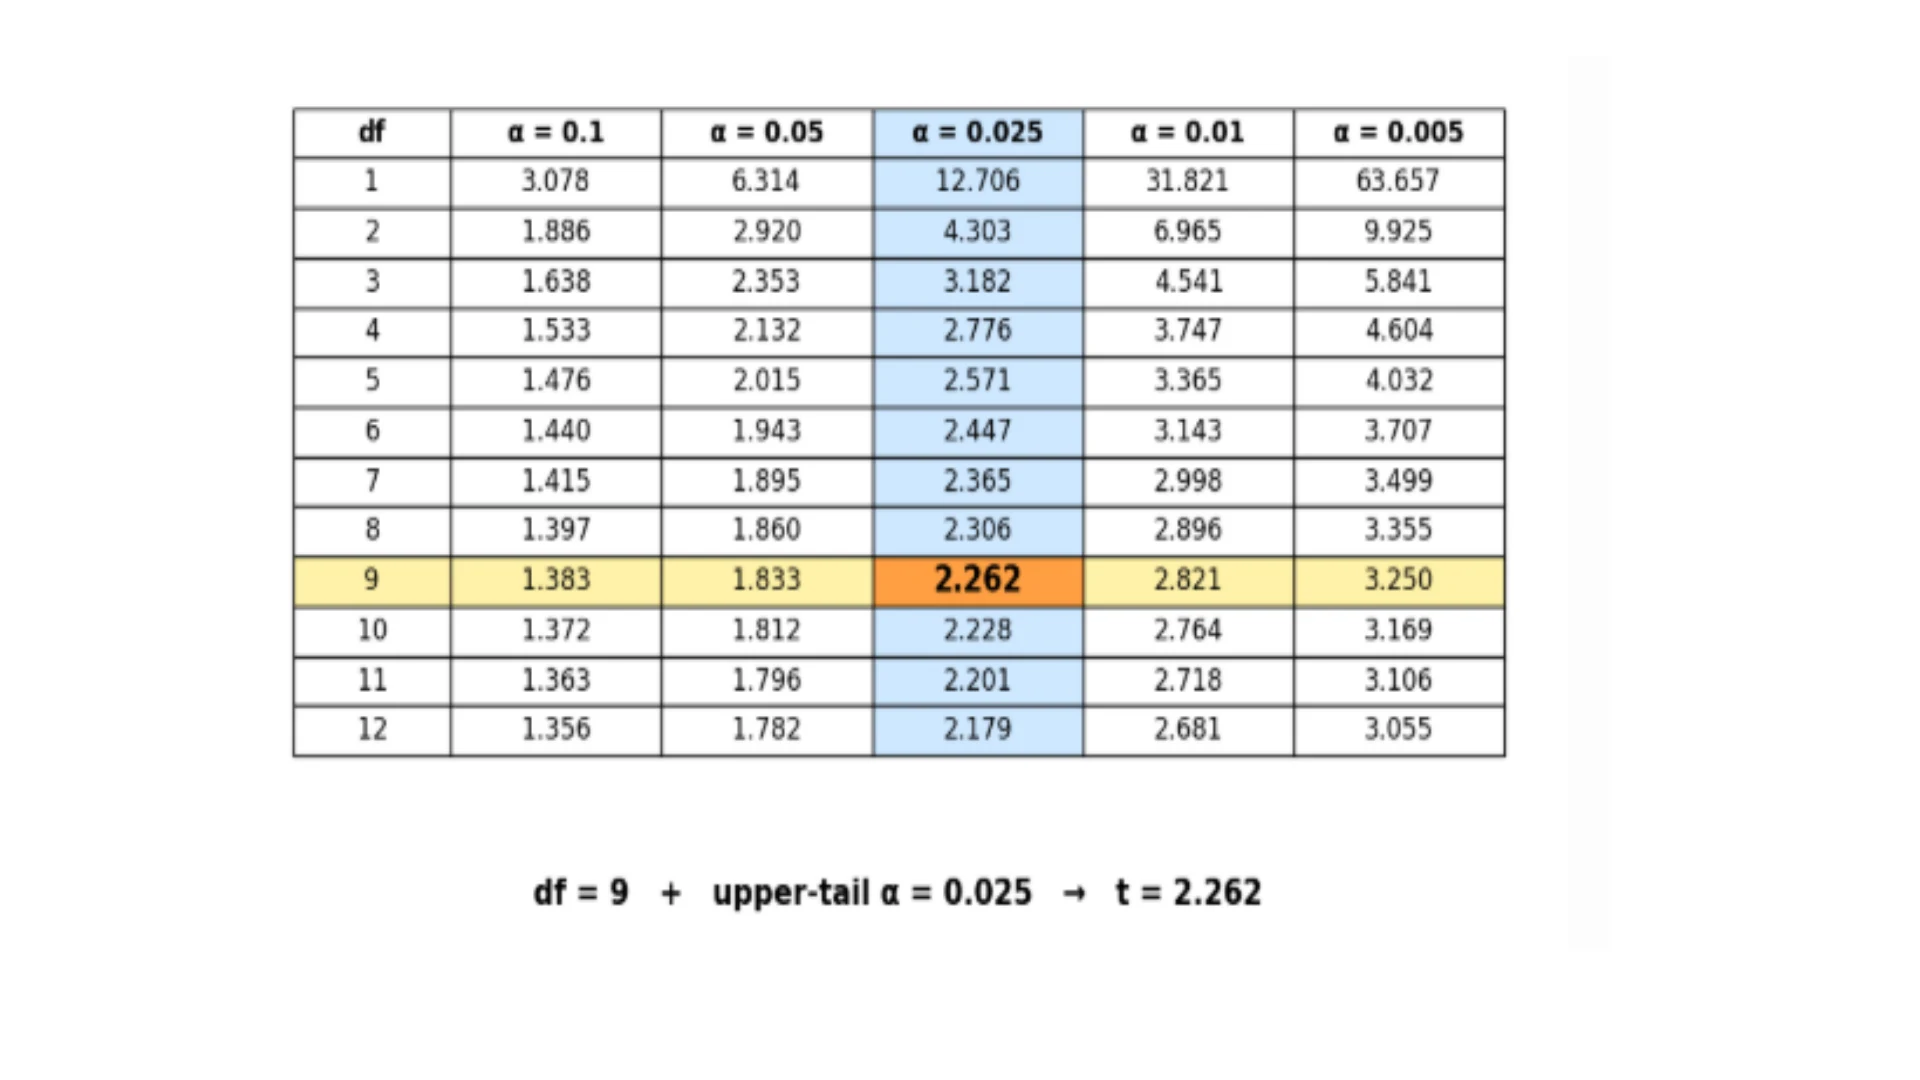 df α = 0.1 α = 0.05 α = 0.025 α = 0.01 α = 0.005
1 3.078 6.314 12.706 31.821 63.657
2 1.886 2.920 4.303 6.965 9.925
3 1.638 2.353 3.182 4.541 5.841
4 1.533 2.132 2.776 3.747 4.604
5 1.476 2.015 2.571 3.365 4.032
6 1.440 1.943 2.447 3.143 3.707
7 1.415 1.895 2.365 2.998 3.499
8 1.397 1.860 2.306 2.896 3.355
9 1.383 1.833 2.262 2.821 3.250
10 1.372 1.812 2.228 2.764 3.169
11 1.363 1.796 2.201 2.718 3.106
12 1.356 1.782 2.179 2.681 3.055
df = 9 + upper-tail α = 0.025 → t = 2.262